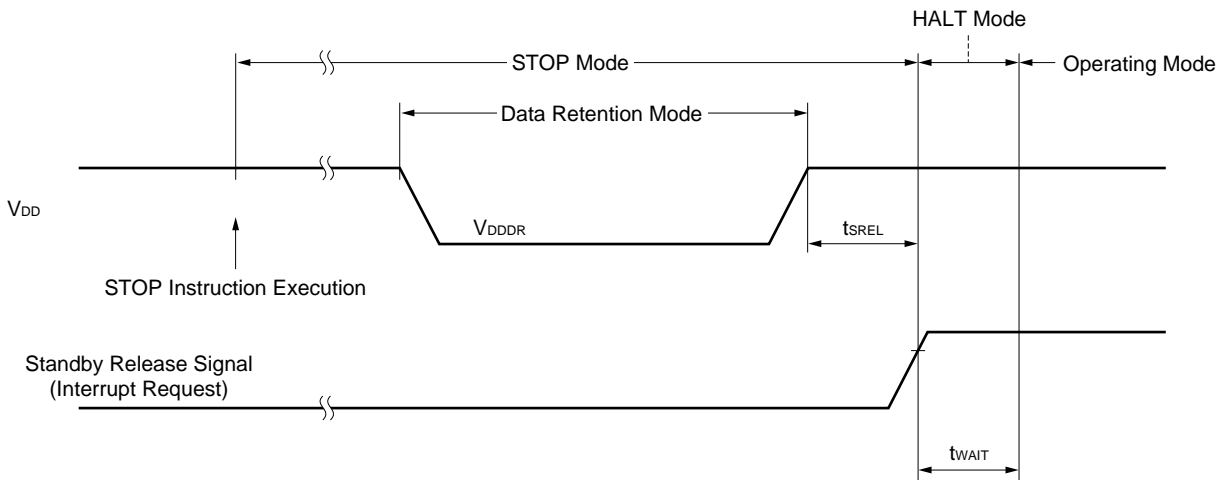 HALT Mode
STOP Mode
Operating Mode
Data Retention Mode
VDD
VDDDR
tSREL
STOP Instruction Execution
Standby Release Signal
(Interrupt Request)
tWAIT